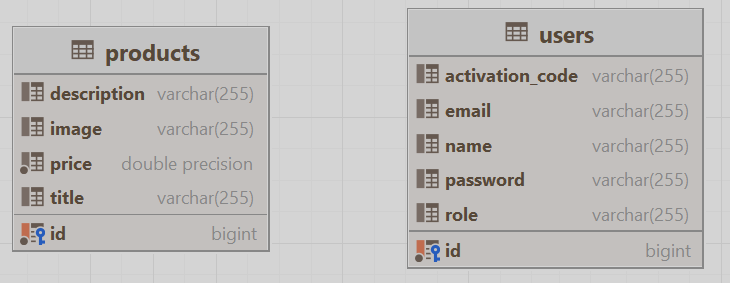 products
description varchar(255)
image varchar(255)
price double precision
title varchar(255)
id bigint
users
activation_code varchar(255)
email varchar(255)
name varchar(255)
password varchar(255)
role varchar(255)
id bigint